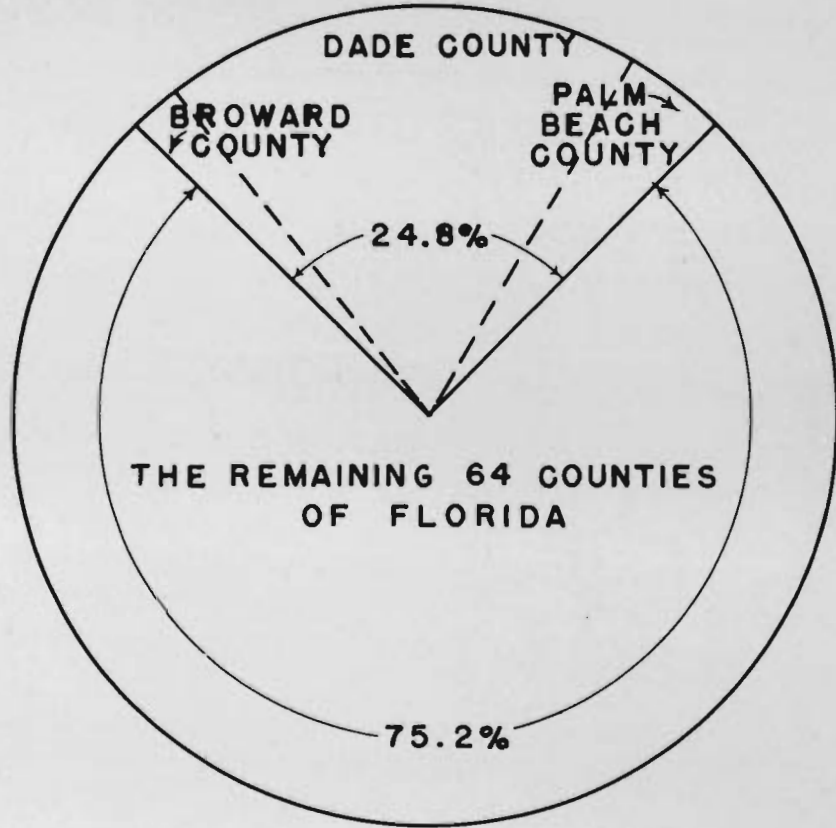 DADE COUNTY
BROWARD
COUNTY
PALM
BEACH
COUNTY
24.8%
THE REMAINING 64 COUNTIES
OF FLORIDA
75.2%